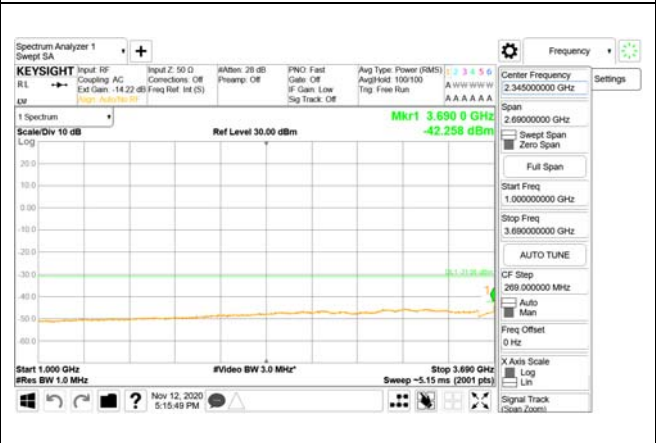 Spectrum Analyzer 1
Swept SA
Frequency
KEYSIGHT
Input: RF
Coupling: AC
Ext Gain: -14.22 dB
Align: Auto/No RF
Input Z: 50 Ω
Corrections: Off
Freq Ref: Int (S)
#Atten: 28 dB
Preamp: Off
PNO: Fast
Gate: Off
IF Gain: Low
Sig Track: Off
Avg Type: Power (RMS)
Avg|Hold: 100/100
Trig: Free Run
1 2 3 4 5 6
A W W W W W
A A A A A A
R L
1 Spectrum
Scale/Div 10 dB
Log
Ref Level 30.00 dBm
Mkr1 3.690 0 GHz
-42.258 dBm
20.0
10.0
0.00
-10.0
-20.0
-30.0
-40.0
-50.0
-60.0
1
Start 1.000 GHz
#Res BW 1.0 MHz
#Video BW 3.0 MHz*
Stop 3.690 GHz
Sweep ~5.15 ms (2001 pts)
Nov 12, 2020
5:15:49 PM
Center Frequency
2.345000000 GHz
Settings
Span
2.69000000 GHz
Swept Span
Zero Span
Full Span
Start Freq
1.000000000 GHz
Stop Freq
3.690000000 GHz
AUTO TUNE
CF Step
269.000000 MHz
Auto
Man
Freq Offset
0 Hz
X Axis Scale
Log
Lin
Signal Track
(Span Zoom)